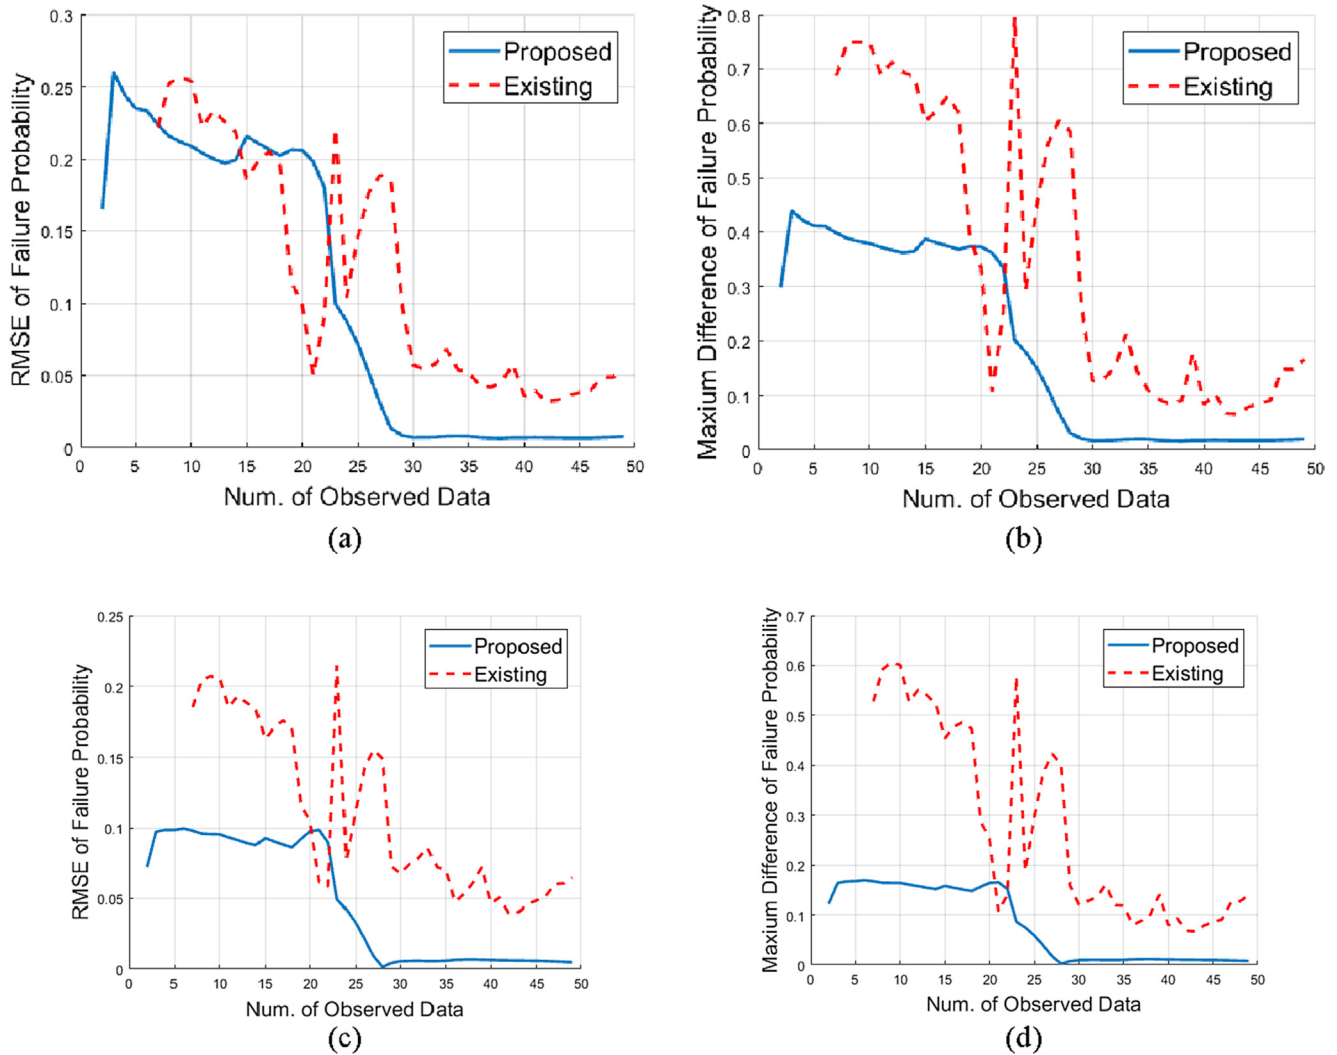 RMSE of Failure Probability
0.3
0.25
0.2
0.15
0.1
0.05
0
Proposed
Existing
0 5 10 15 20 25 30 35 40 45 50
Num. of Observed Data
(a)
Maxium Difference of Failure Probability
0.8
0.7
0.6
0.5
0.4
0.3
0.2
0.1
0
Proposed
Existing
0 5 10 15 20 25 30 35 40 45 50
Num. of Observed Data
(b)
RMSE of Failure Probability
0.25
0.2
0.15
0.1
0.05
0
Proposed
Existing
0 5 10 15 20 25 30 35 40 45 50
Num. of Observed Data
(c)
Maxium Difference of Failure Probability
0.7
0.6
0.5
0.4
0.3
0.2
0.1
0
Proposed
Existing
0 5 10 15 20 25 30 35 40 45 50
Num. of Observed Data
(d)